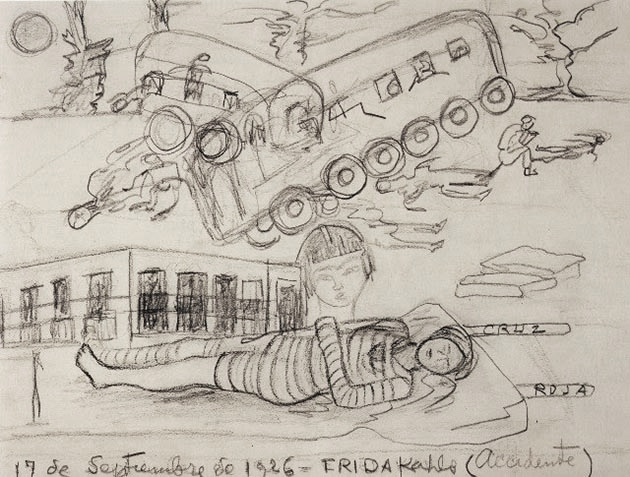 CRUZ
ROJA
17 de Septiembre de 1926 = FRIDA Kahlo (Accidente)